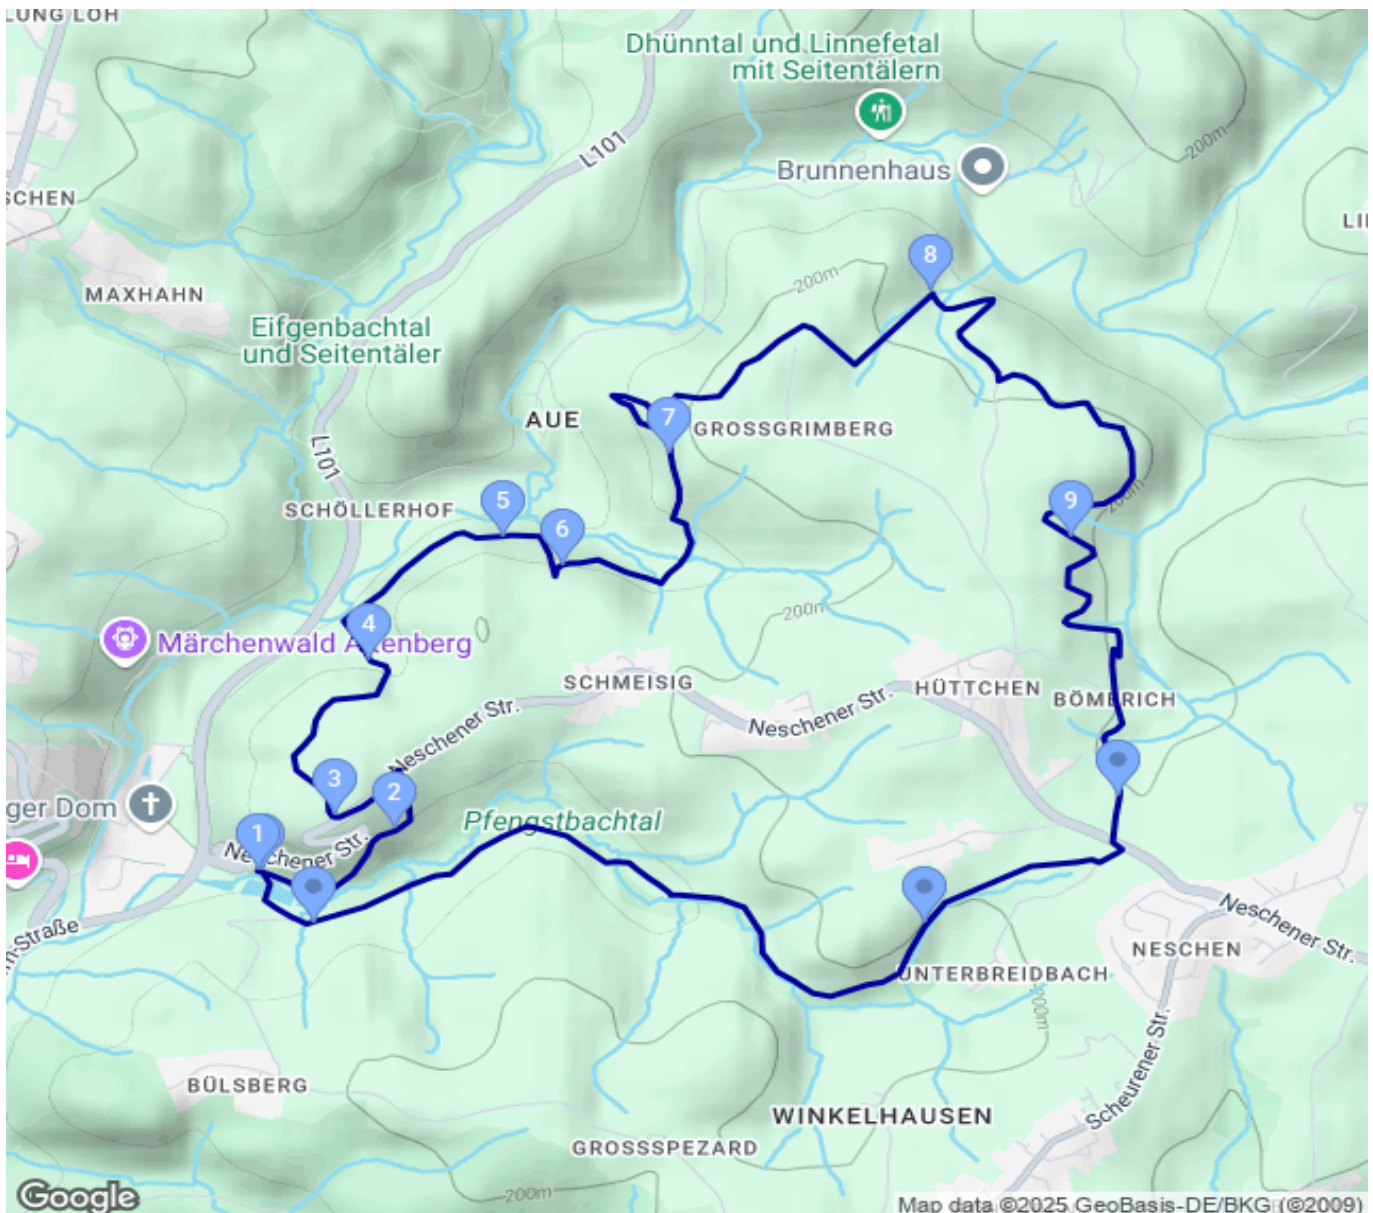 LUNG LOH
Dhünntal und Linnefetal
mit Seitentälern
L101
200m
Brunnenhaus
SCHEN
LI
8
200m
MAXHAHN
Eifgenbachtal
und Seitentäler
AUE
7
GROSSGRIMBERG
L101
SCHÖLLERHOF
5
6
9
200m
4
Märchenwald Altenberg
200m
SCHMEISIG
HÜTTCHEN
BÖMERICH
Neschener Str.
Neschener Str.
3
2
ger Dom
Pfengstbachtal
1
Neschener Str.
Neschener Str.
m-Straße
NESCHEN
UNTERBREIDBACH
200m
BÜLSBERG
Scheurener Str.
WINKELHAUSEN
GROSSSPEZARD
200m
Google
Map data ©2025 GeoBasis-DE/BKG (©2009)